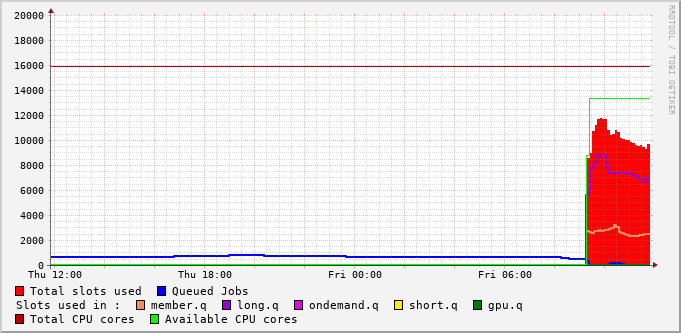 20000
18000
16000
14000
12000
10000
8000
6000
4000
2000
0
Thu 12:00 Thu 18:00 Fri 00:00 Fri 06:00
RRDTOOL / TOBI OETIKER
Total slots used Queued Jobs
Slots used in : member.q long.q ondemand.q short.q gpu.q
Total CPU cores Available CPU cores